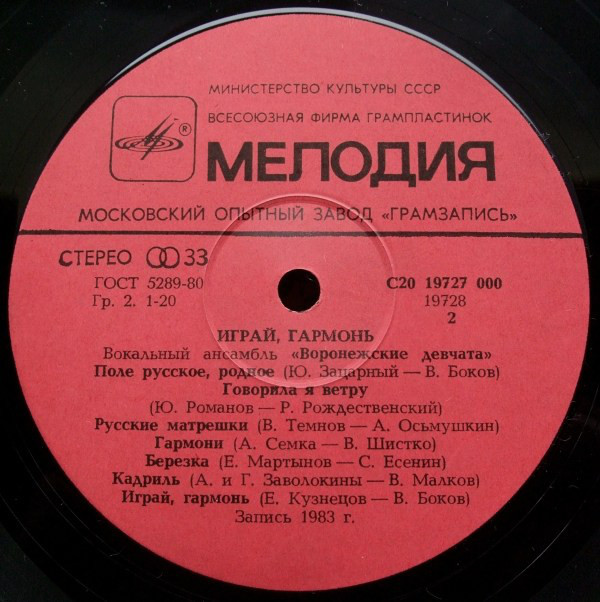 МИНИСТЕРСТВО КУЛЬТУРЫ СССР
ВСЕСОЮЗНАЯ ФИРМА ГРАМПЛАСТИНОК
®
МЕЛОДИЯ
МОСКОВСКИЙ ОПЫТНЫЙ ЗАВОД «ГРАМЗАПИСЬ»
СТЕРЕО 33
ГОСТ 5289-80
Гр. 2. 1-20
С20 19727 000
19728
2
ИГРАЙ, ГАРМОНЬ
Вокальный ансамбль «Воронежские девчата»
Поле русское, родное (Ю. Зацарный — В. Боков)
Говорила я ветру
(Ю. Романов — Р. Рождественский)
Русские матрешки (В. Темнов — А. Осьмушкин)
Гармони (А. Семка — В. Шистко)
Березка (Е. Мартынов — С. Есенин)
Кадриль (А. и Г. Заволокины — В. Малков)
Играй, гармонь (Е. Кузнецов — В. Боков)
Запись 1983 г.